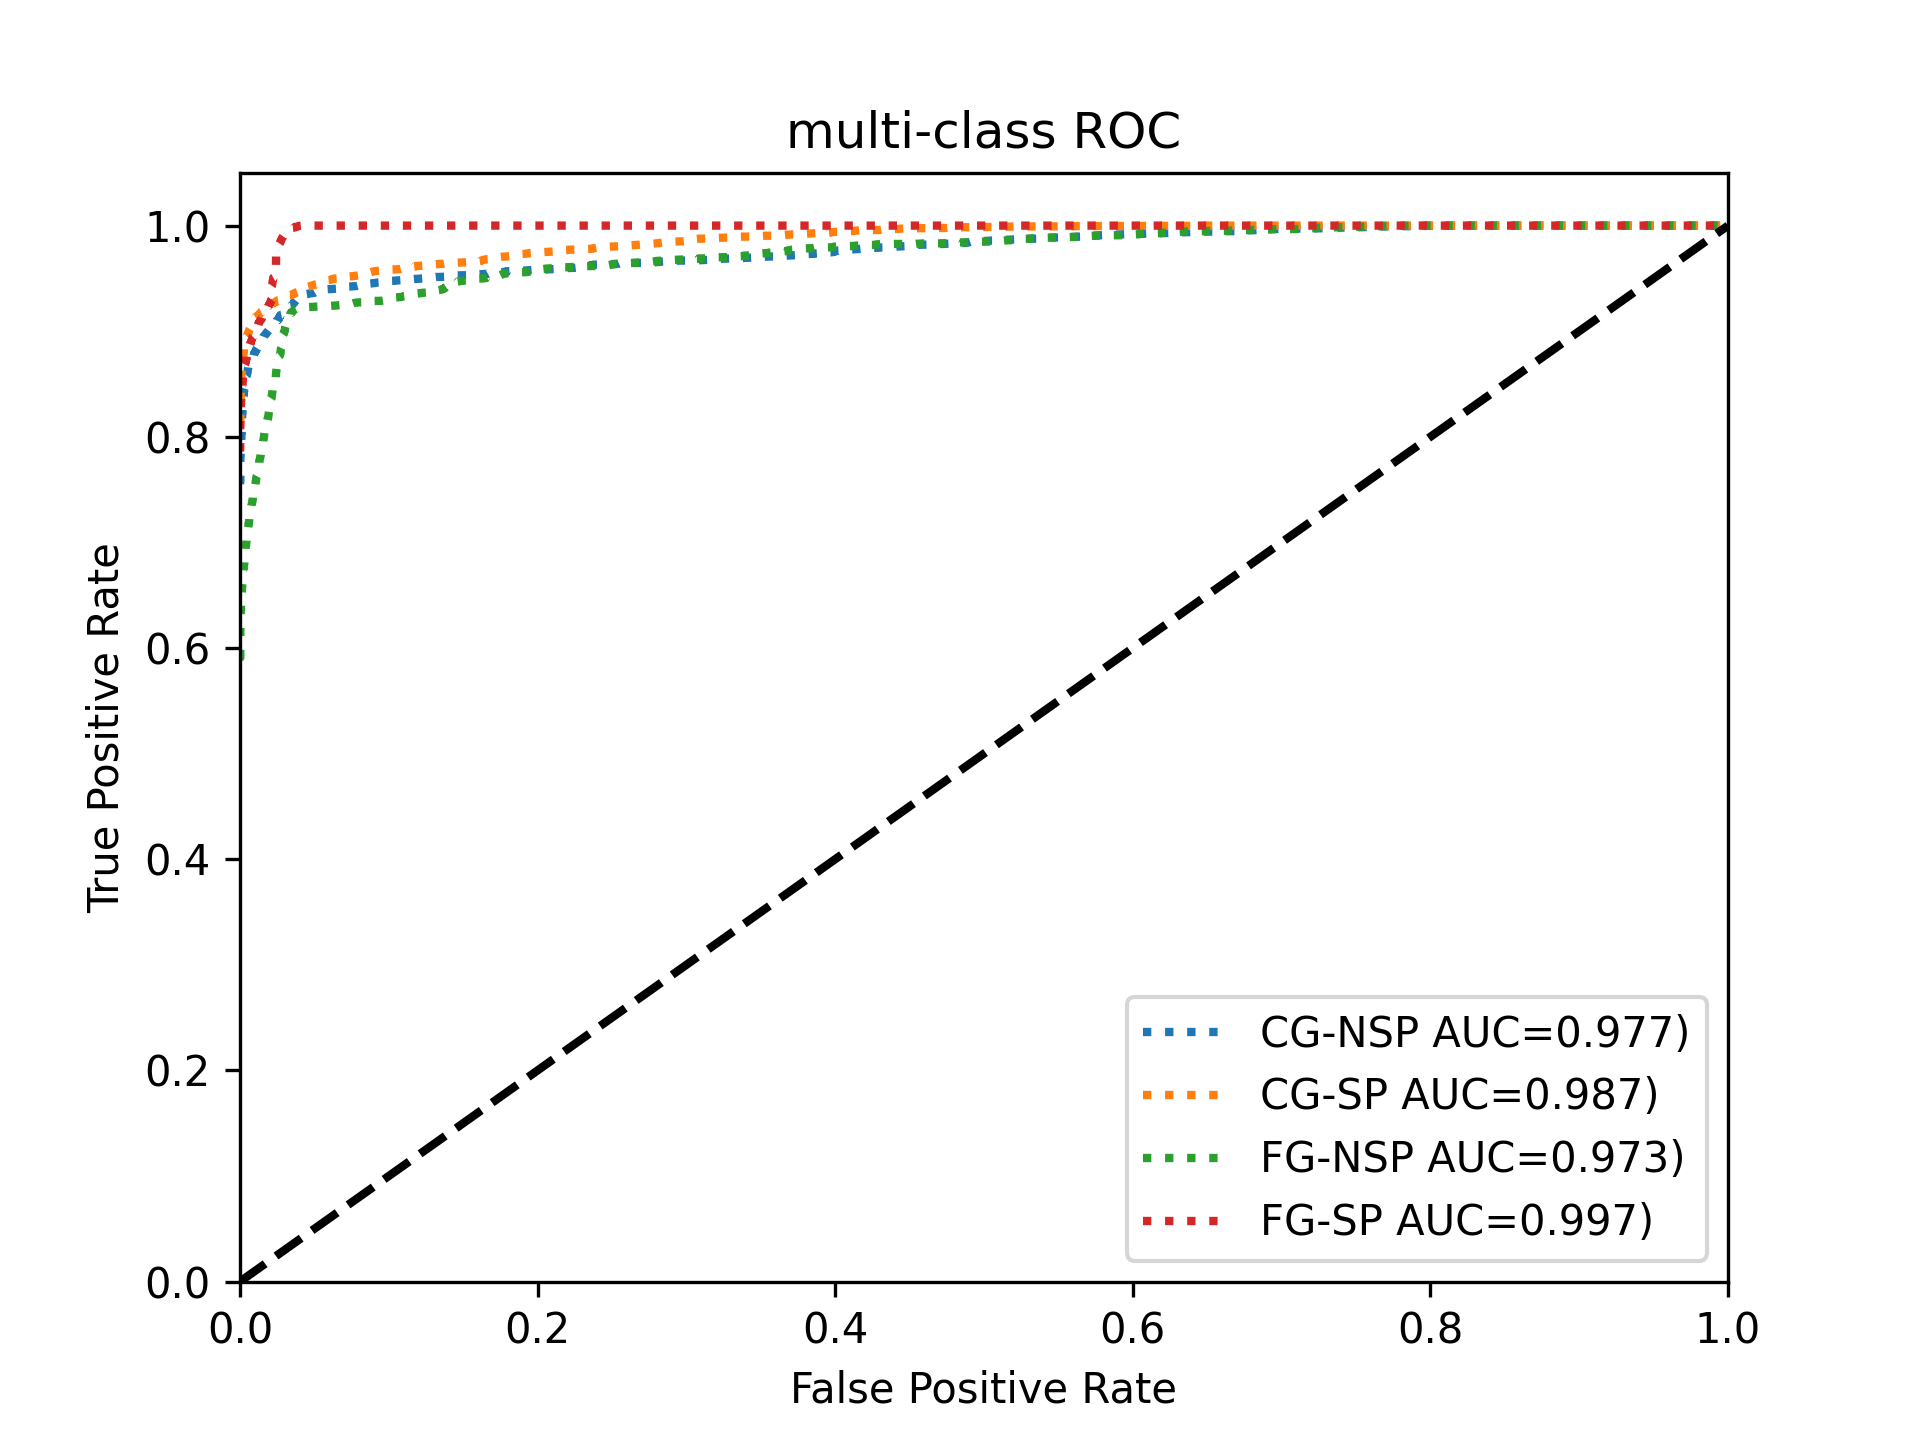 multi-class ROC
1.0
0.8
0.6
0.4
0.2
0.0
True Positive Rate
0.0 0.2 0.4 0.6 0.8 1.0
False Positive Rate
CG-NSP AUC=0.977)
CG-SP AUC=0.987)
FG-NSP AUC=0.973)
FG-SP AUC=0.997)